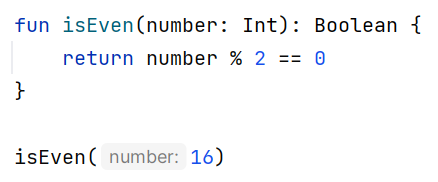 fun isEven(number: Int): Boolean {
    return number % 2 == 0
}

isEven( number: 16)